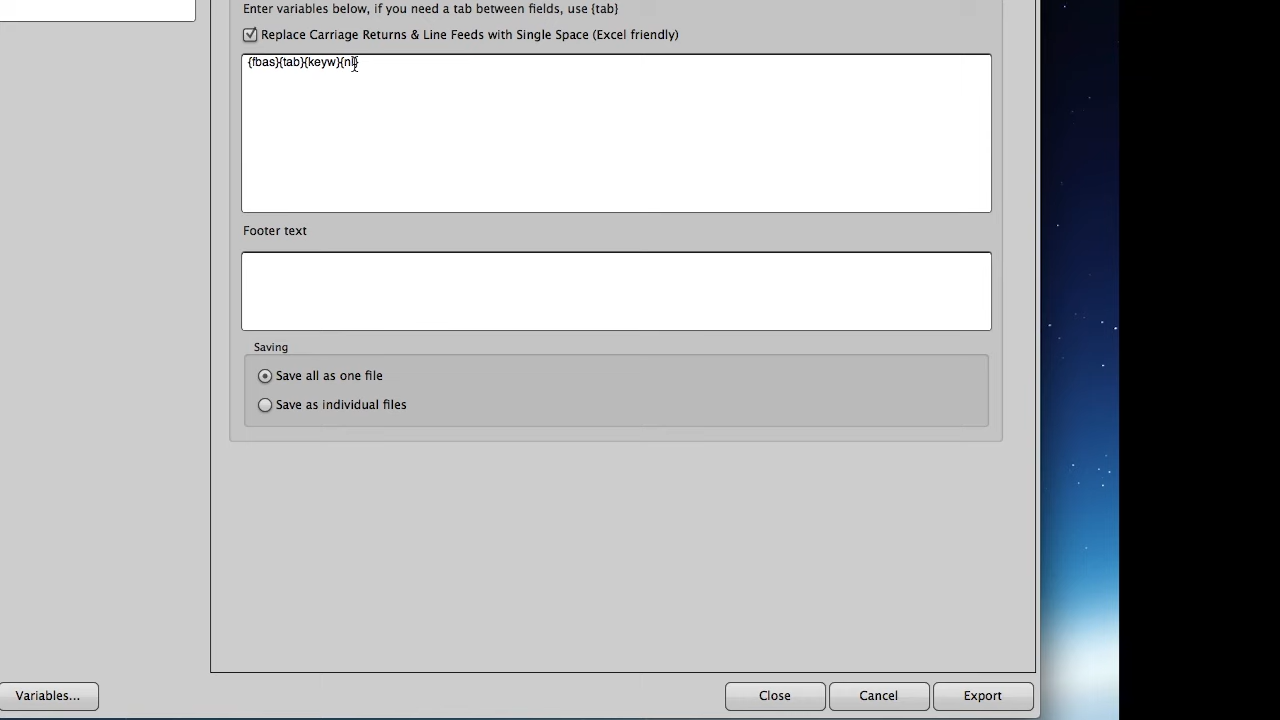 Enter variables below, if you need a tab between fields, use {tab}
Replace Carriage Returns & Line Feeds with Single Space (Excel friendly)
{fbas}{tab}{keyw}{nl}
Footer text
Saving
Save all as one file
Save as individual files
Variables...
Close
Cancel
Export